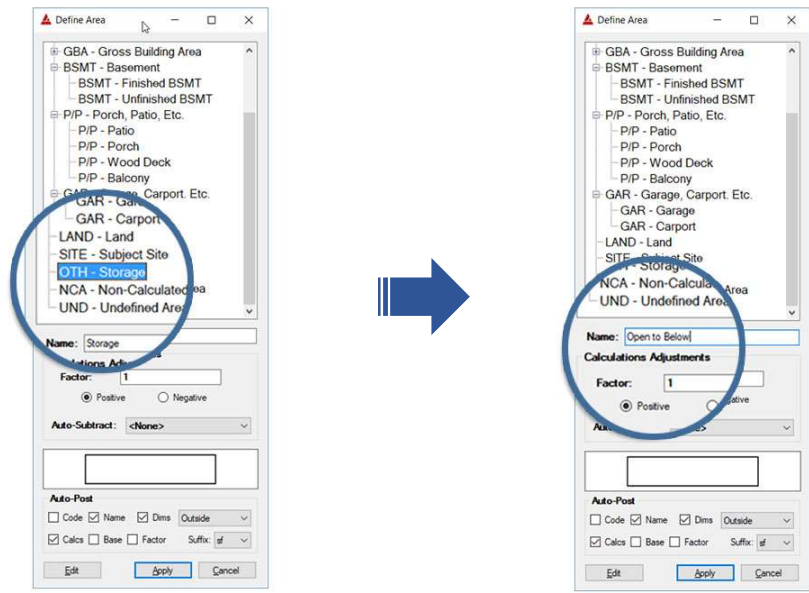 Define Area
GBA - Gross Building Area
BSMT - Basement
BSMT - Finished BSMT
BSMT - Unfinished BSMT
P/P - Porch, Patio, Etc.
P/P - Patio
P/P - Porch
P/P - Wood Deck
P/P - Balcony
Carport. Etc.
GAR - Carport
LAND - Land
SITE - Subject Site
OTH - Storage
NCA - Non-Calculated
UND - Undefined Area
Name: Storage
Factor: 1
Positive Negative
Auto-Subtract: <None>
Auto-Post
Code Name Dims Outside
Calcs Base Factor Suffix: sf
Edit Apply Cancel
Define Area
GBA - Gross Building Area
BSMT - Basement
BSMT - Finished BSMT
BSMT - Unfinished BSMT
P/P - Porch, Patio, Etc.
P/P - Patio
P/P - Porch
P/P - Wood Deck
P/P - Balcony
GAR - Garage, Carport. Etc.
GAR - Garage
GAR - Carport
LAND - Land
Storage
UND - Undefined Area
Name: Open to Below
Calculations Adjustments
Factor: 1
Positive
Auto-Post
Code Name Dims Outside
Calcs Base Factor Suffix: sf
Edit Apply Cancel